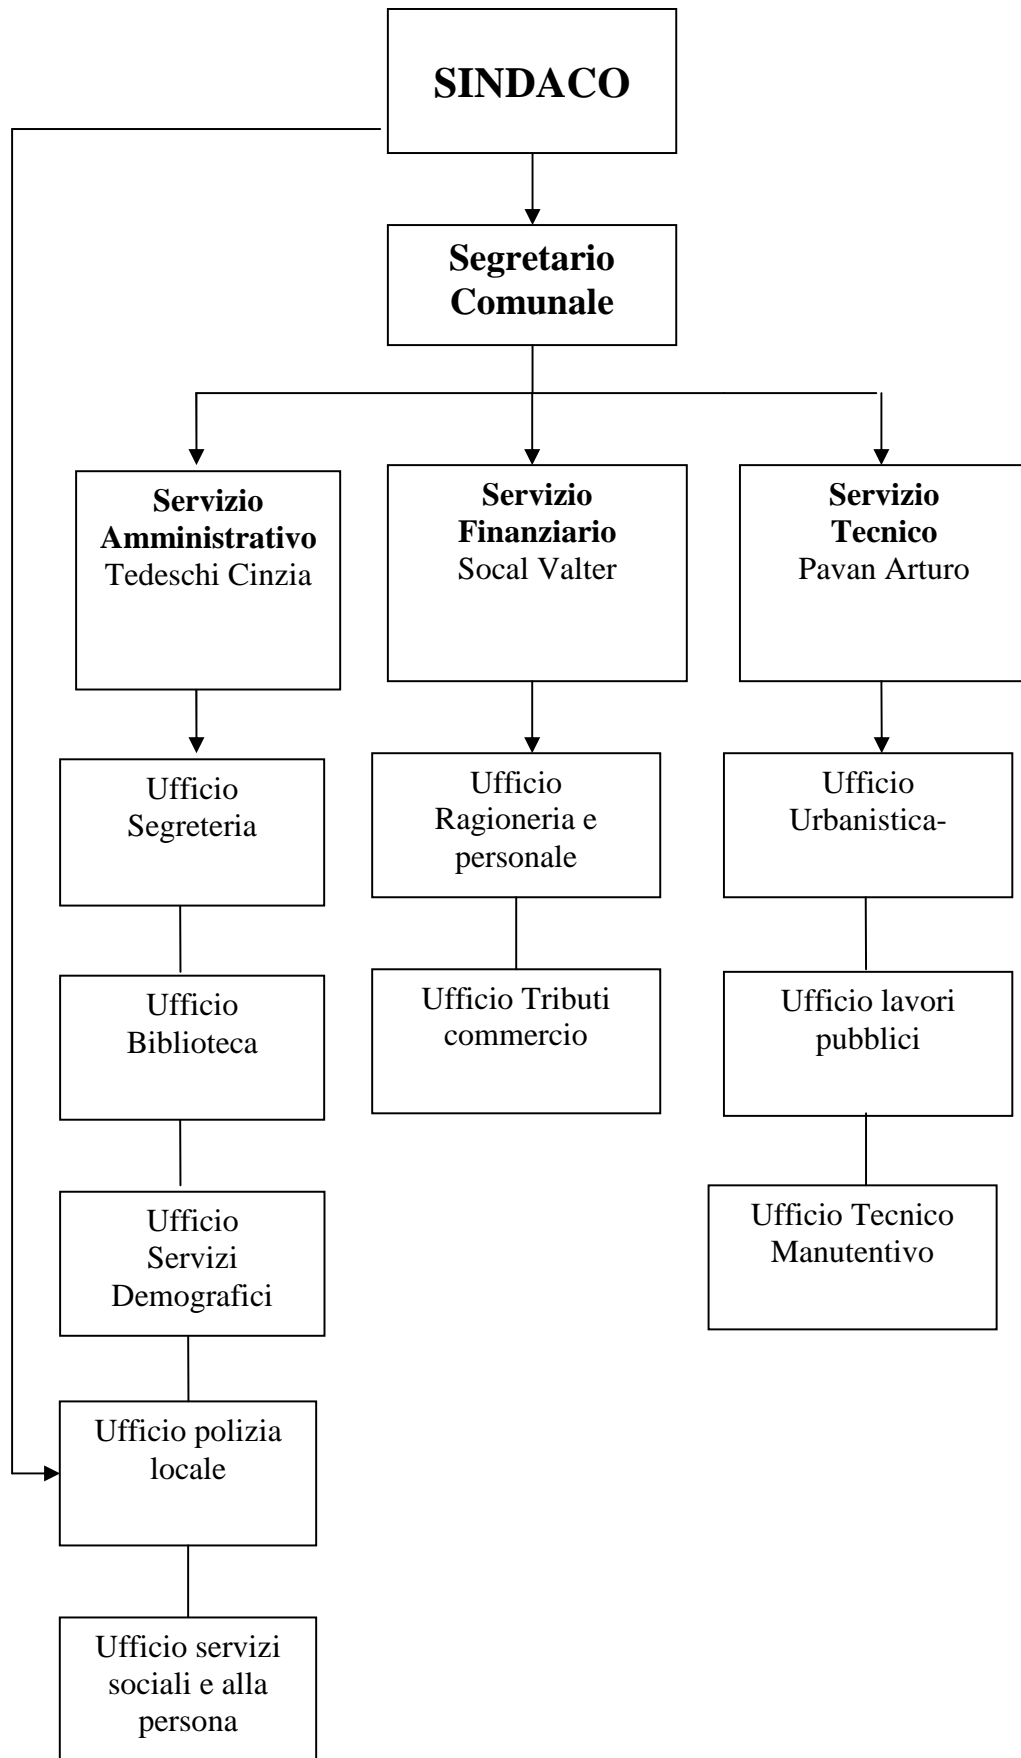 SINDACO
Segretario
Comunale
Servizio
Amministrativo
Tedeschi Cinzia
Servizio
Finanziario
Socal Valter
Servizio
Tecnico
Pavan Arturo
Ufficio
Segreteria
Ufficio
Ragioneria e
personale
Ufficio
Urbanistica-
Ufficio
Biblioteca
Ufficio Tributi
commercio
Ufficio lavori
pubblici
Ufficio
Servizi
Demografici
Ufficio Tecnico
Manutentivo
Ufficio polizia
locale
Ufficio servizi
sociali e alla
persona